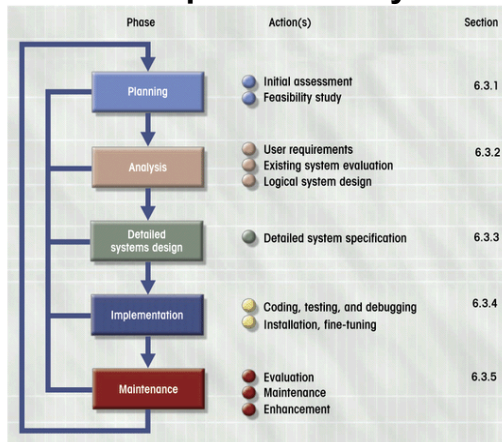 Phase Action(s) Section
Planning
Initial assessment
Feasibility study
6.3.1
Analysis
User requirements
Existing system evaluation
Logical system design
6.3.2
Detailed
systems design
Detailed system specification
6.3.3
Implementation
Coding, testing, and debugging
Installation, fine-tuning
6.3.4
Maintenance
Evaluation
Maintenance
Enhancement
6.3.5